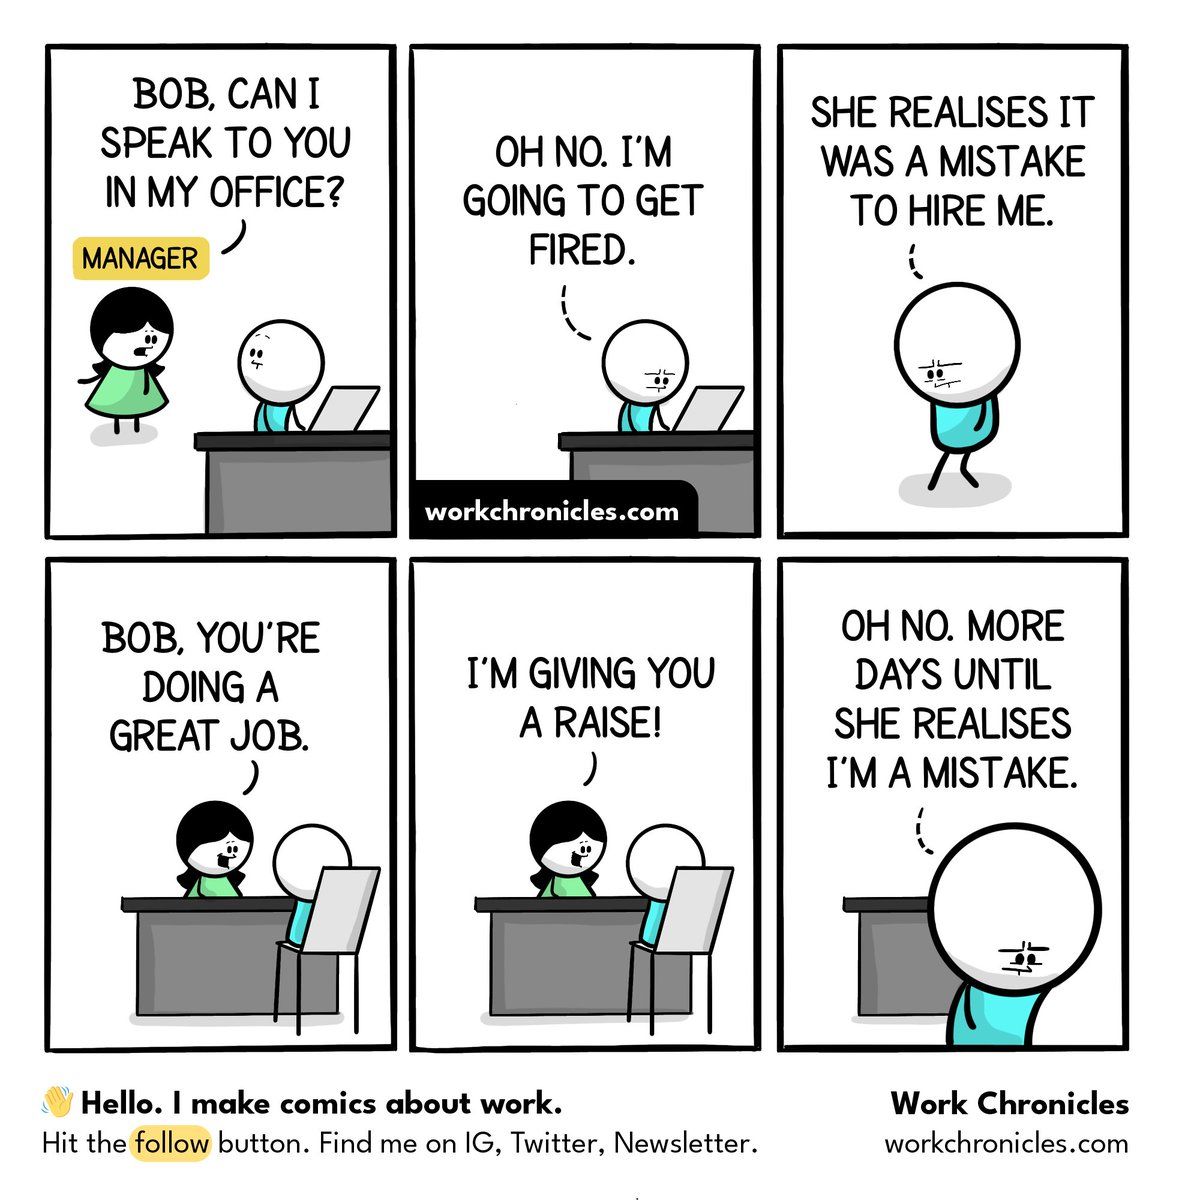 BOB, CAN I
SPEAK TO YOU
IN MY OFFICE?
MANAGER
OH NO. I'M
GOING TO GET
FIRED.
workchronicles.com
SHE REALISES IT
WAS A MISTAKE
TO HIRE ME.
BOB, YOU'RE
DOING A
GREAT JOB.
I'M GIVING YOU
A RAISE!
OH NO. MORE
DAYS UNTIL
SHE REALISES
I'M A MISTAKE.
👋 Hello. I make comics about work.
Hit the follow button. Find me on IG, Twitter, Newsletter.
Work Chronicles
workchronicles.com